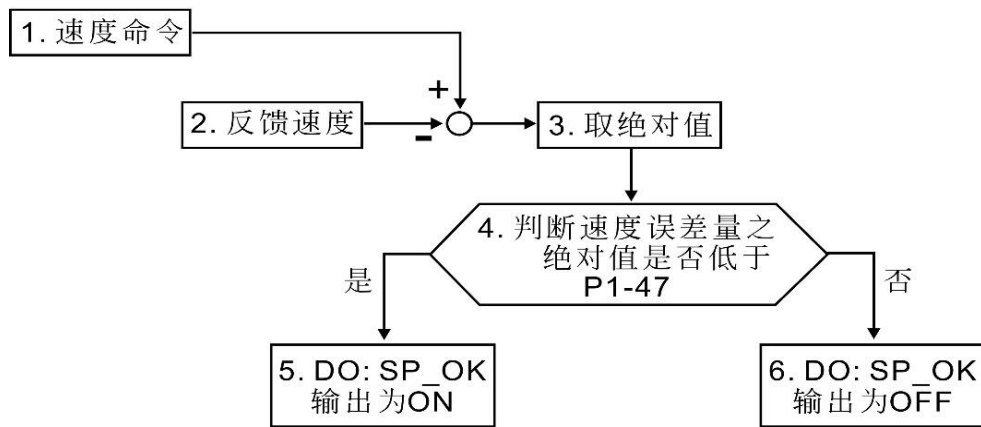 1. 速度命令
+
2. 反馈速度
-
3. 取绝对值
4. 判断速度误差量之
绝对值是否低于
P1-47
是
否
5. DO: SP_OK
输出为ON
6. DO: SP_OK
输出为OFF